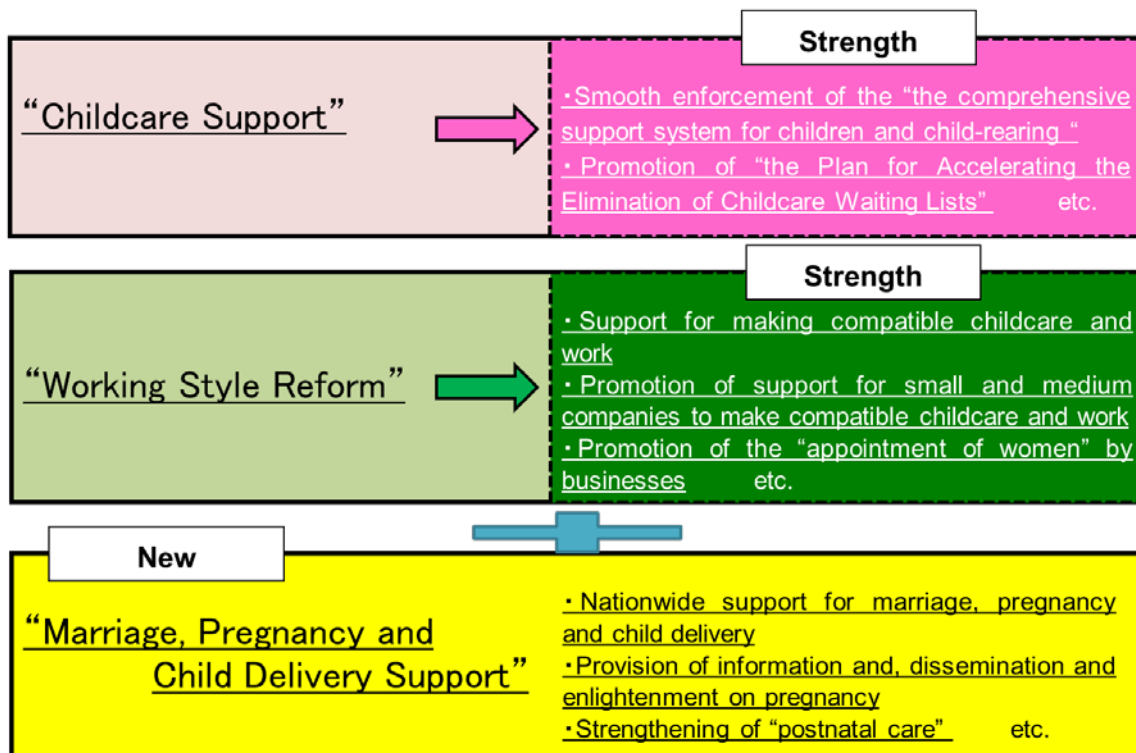 Strength
“Childcare Support”
・Smooth enforcement of the “the comprehensive
support system for children and child-rearing “
・Promotion of “the Plan for Accelerating the
Elimination of Childcare Waiting Lists” etc.
Strength
“Working Style Reform”
・Support for making compatible childcare and
work
・Promotion of support for small and medium
companies to make compatible childcare and work
・Promotion of the “appointment of women” by
businesses etc.
New
“Marriage, Pregnancy and
Child Delivery Support”
・Nationwide support for marriage, pregnancy
and child delivery
・Provision of information and, dissemination and
enlightenment on pregnancy
・Strengthening of “postnatal care” etc.